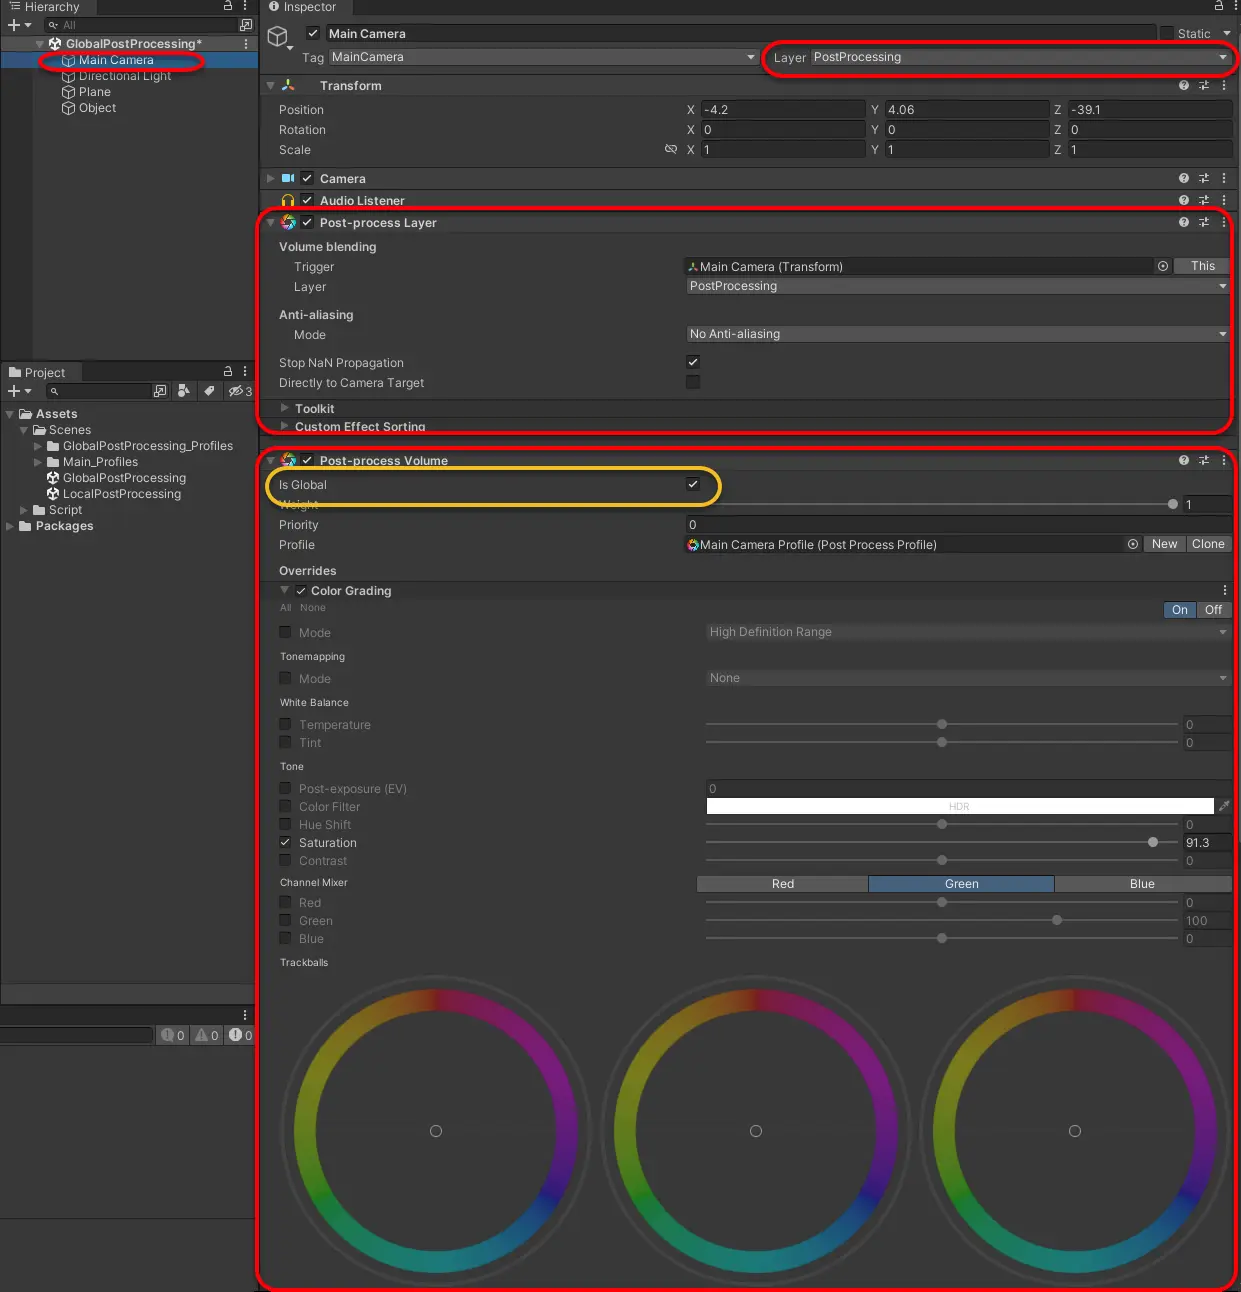 Hierarchy
All
GlobalPostProcessing*
Main Camera
Directional Light
Plane
Object
Project
3
Assets
Scenes
GlobalPostProcessing_Profiles
Main_Profiles
GlobalPostProcessing
LocalPostProcessing
Script
Packages
0 0 0
Inspector
Main Camera Static
Tag MainCamera Layer PostProcessing
Transform
Position X -4.2 Y 4.06 Z -39.1
Rotation X 0 Y 0 Z 0
Scale X 1 Y 1 Z 1
Camera
Audio Listener
Post-process Layer
Volume blending
Trigger Main Camera (Transform) This
Layer PostProcessing
Anti-aliasing
Mode No Anti-aliasing
Stop NaN Propagation
Directly to Camera Target
Toolkit
Custom Effect Sorting
Post-process Volume
Is Global
Weight 1
Priority 0
Profile Main Camera Profile (Post Process Profile) New Clone
Overrides
Color Grading
All None On Off
Mode High Definition Range
Tonemapping
Mode None
White Balance
Temperature 0
Tint 0
Tone
Post-exposure (EV) 0
Color Filter HDR
Hue Shift 0
Saturation 91.3
Contrast 0
Channel Mixer Red Green Blue
Red 0
Green 100
Blue 0
Trackballs